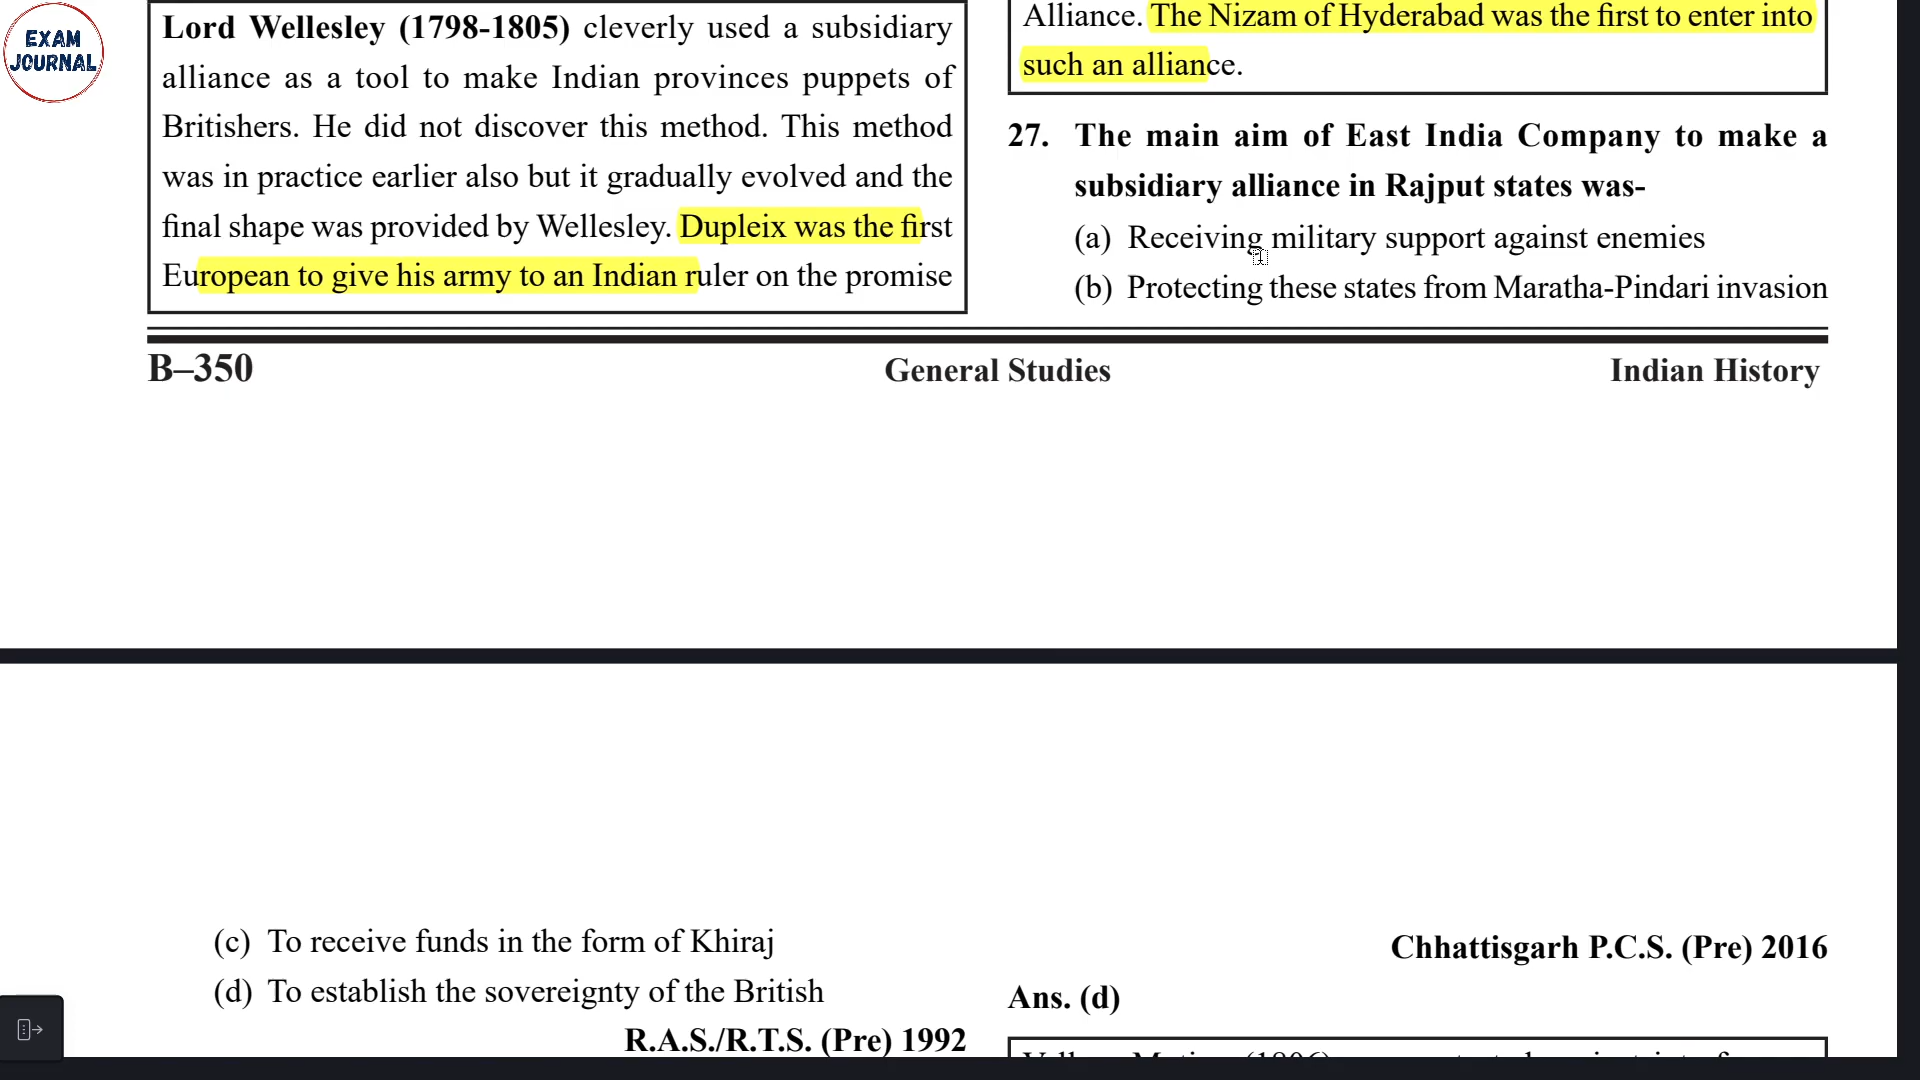 EXAM
JOURNAL
Lord Wellesley (1798-1805) cleverly used a subsidiary
alliance as a tool to make Indian provinces puppets of
Britishers. He did not discover this method. This method
was in practice earlier also but it gradually evolved and the
final shape was provided by Wellesley. Dupleix was the first
European to give his army to an Indian ruler on the promise
Alliance. The Nizam of Hyderabad was the first to enter into
such an alliance.
27. The main aim of East India Company to make a
subsidiary alliance in Rajput states was-
(a) Receiving military support against enemies
(b) Protecting these states from Maratha-Pindari invasion
B–350 General Studies Indian History
(c) To receive funds in the form of Khiraj
(d) To establish the sovereignty of the British
R.A.S./R.T.S. (Pre) 1992
Chhattisgarh P.C.S. (Pre) 2016
Ans. (d)